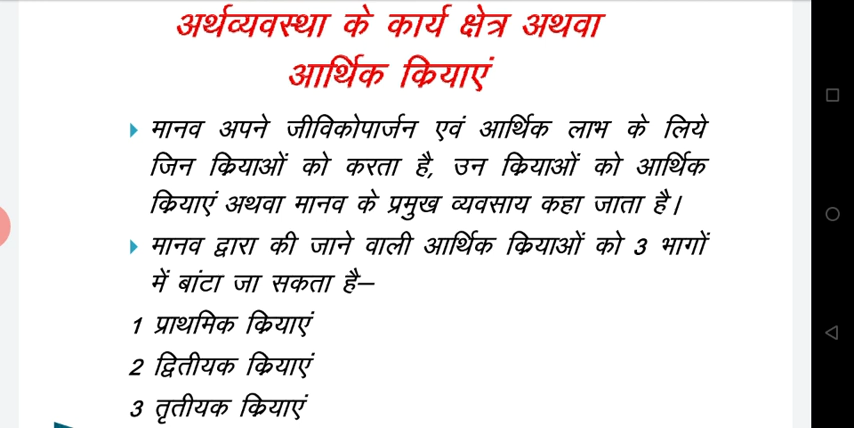 अर्थव्यवस्था के कार्य क्षेत्र अथवा
आर्थिक क्रियाएं
मानव अपने जीविकोपार्जन एवं आर्थिक लाभ के लिये
जिन क्रियाओं को करता है, उन क्रियाओं को आर्थिक
क्रियाएं अथवा मानव के प्रमुख व्यवसाय कहा जाता है।
मानव द्वारा की जाने वाली आर्थिक क्रियाओं को 3 भागों
में बांटा जा सकता है–
1 प्राथमिक क्रियाएं
2 द्वितीयक क्रियाएं
3 तृतीयक क्रियाएं